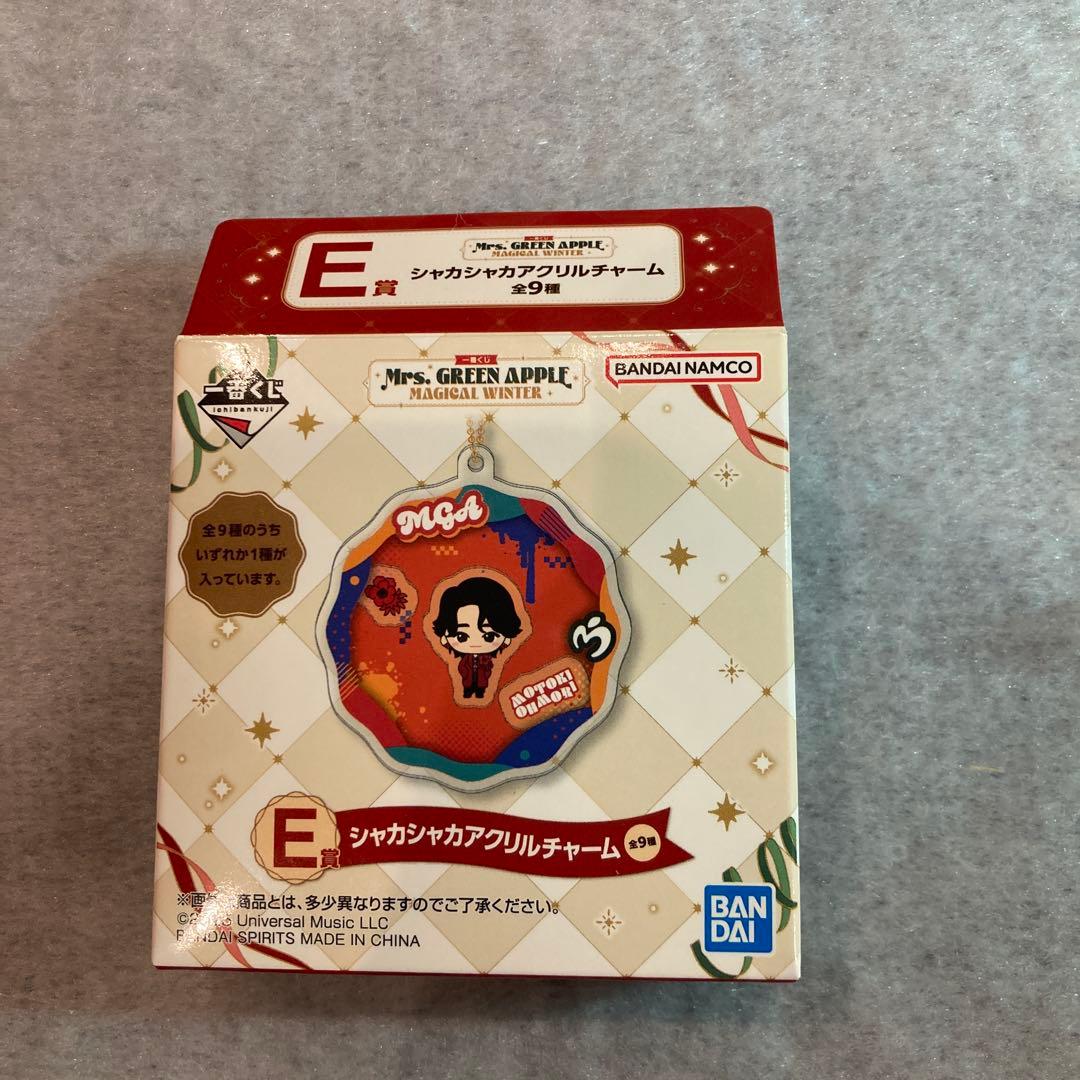 E賞
一番くじ
Mrs. GREEN APPLE
MAGICAL WINTER
シャカシャカアクリルチャーム
全9種
一番くじ
ichibankuji
一番くじ
Mrs. GREEN APPLE
MAGICAL WINTER
BANDAI NAMCO
全9種のうち
いずれか1種が
入っています。
MGA
MOTOKI
OHMORI
E賞
シャカシャカアクリルチャーム
全9種
※画像 商品とは、多少異なりますのでご了承ください。
Universal Music LLC
BANDAI SPIRITS MADE IN CHINA
BAN
DAI